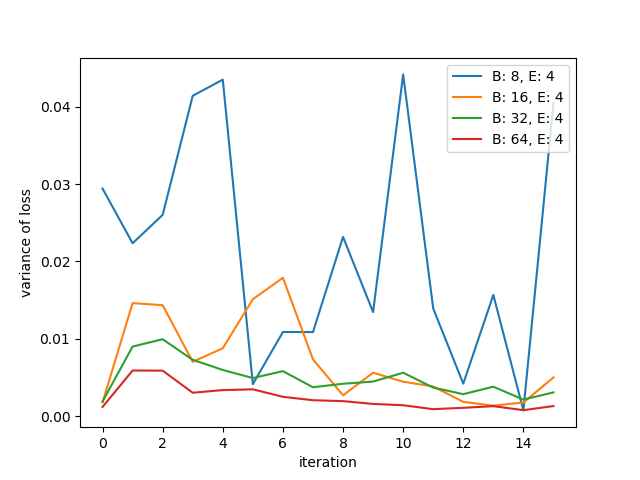 B: 8, E: 4
B: 16, E: 4
B: 32, E: 4
B: 64, E: 4
0.04
0.03
0.02
0.01
0.00
variance of loss
0 2 4 6 8 10 12 14
iteration